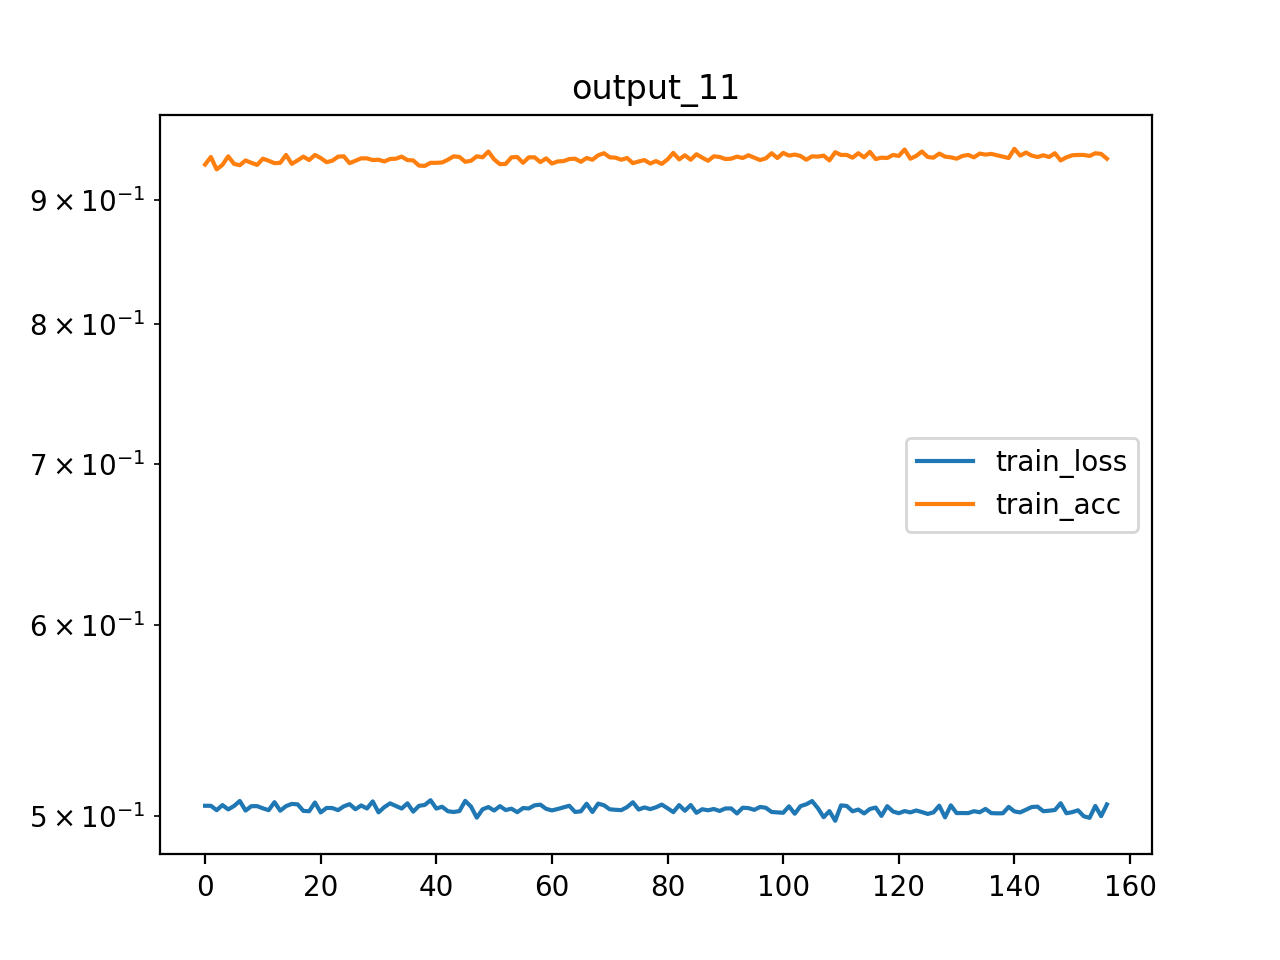 output_11
9 × 10⁻¹
8 × 10⁻¹
7 × 10⁻¹
6 × 10⁻¹
5 × 10⁻¹
train_loss
train_acc
0 20 40 60 80 100 120 140 160